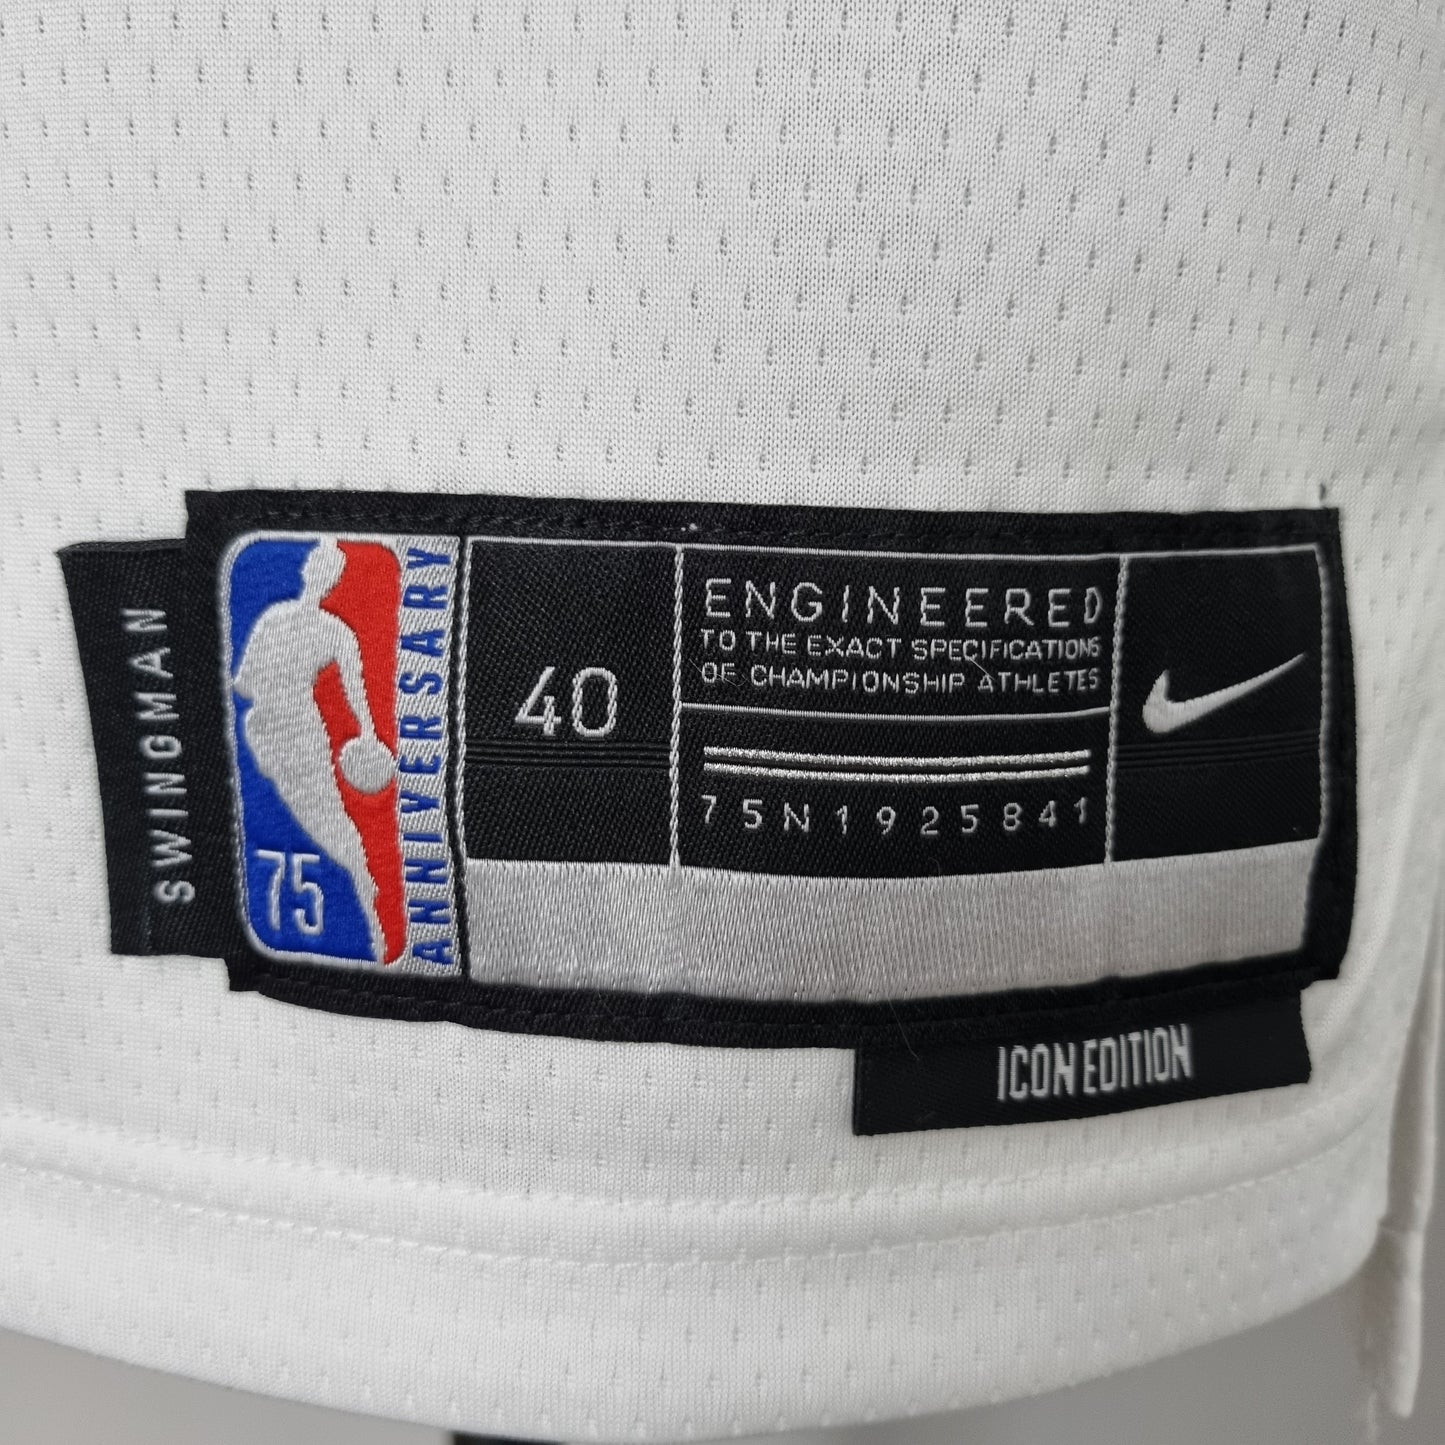 SWINGMAN
75
ANNIVERSARY
40
ENGINEERED
TO THE EXACT SPECIFICATIONS
OF CHAMPIONSHIP ATHLETES
75N1925841
ICON EDITION